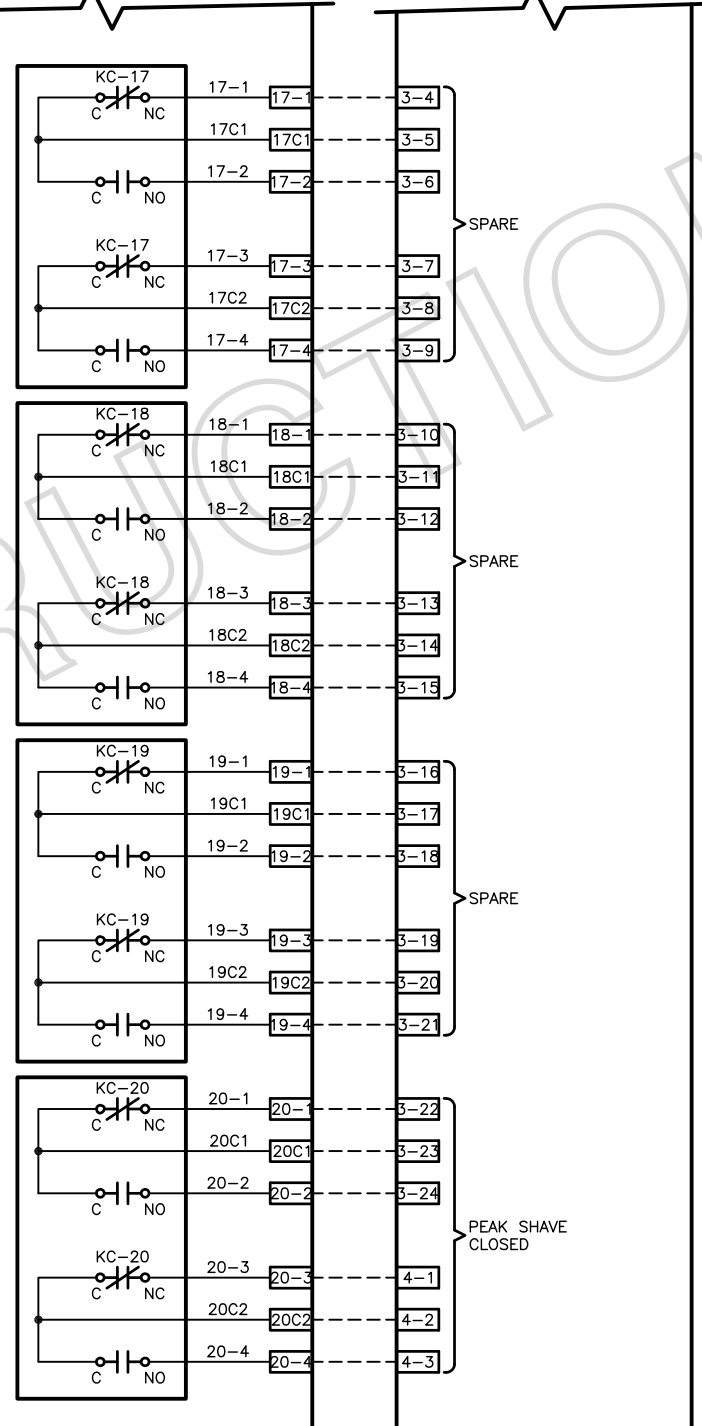 KC-17
17-1 17-1 3-4
C NC
17C1 17C1 3-5
17-2 17-2 3-6
C NO
SPARE
KC-17
17-3 17-3 3-7
C NC
17C2 17C2 3-8
17-4 17-4 3-9
C NO
KC-18
18-1 18-1 3-10
C NC
18C1 18C1 3-11
18-2 18-2 3-12
C NO
SPARE
KC-18
18-3 18-3 3-13
C NC
18C2 18C2 3-14
18-4 18-4 3-15
C NO
KC-19
19-1 19-1 3-16
C NC
19C1 19C1 3-17
19-2 19-2 3-18
C NO
SPARE
KC-19
19-3 19-3 3-19
C NC
19C2 19C2 3-20
19-4 19-4 3-21
C NO
KC-20
20-1 20-1 3-22
C NC
20C1 20C1 3-23
20-2 20-2 3-24
C NO
PEAK SHAVE
CLOSED
KC-20
20-3 20-3 4-1
C NC
20C2 20C2 4-2
20-4 20-4 4-3
C NO
RUCTIO